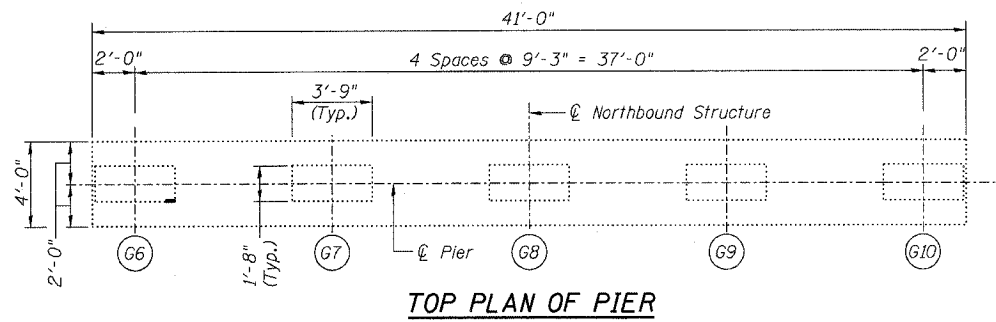 41'-0"
2'-0"
4 Spaces @ 9'-3" = 37'-0"
2'-0"
3'-9"
(Typ.)
℄ Northbound Structure
4'-0"
2'-0"
1'-8"
(Typ.)
℄ Pier
G6
G7
G8
G9
G10
TOP PLAN OF PIER